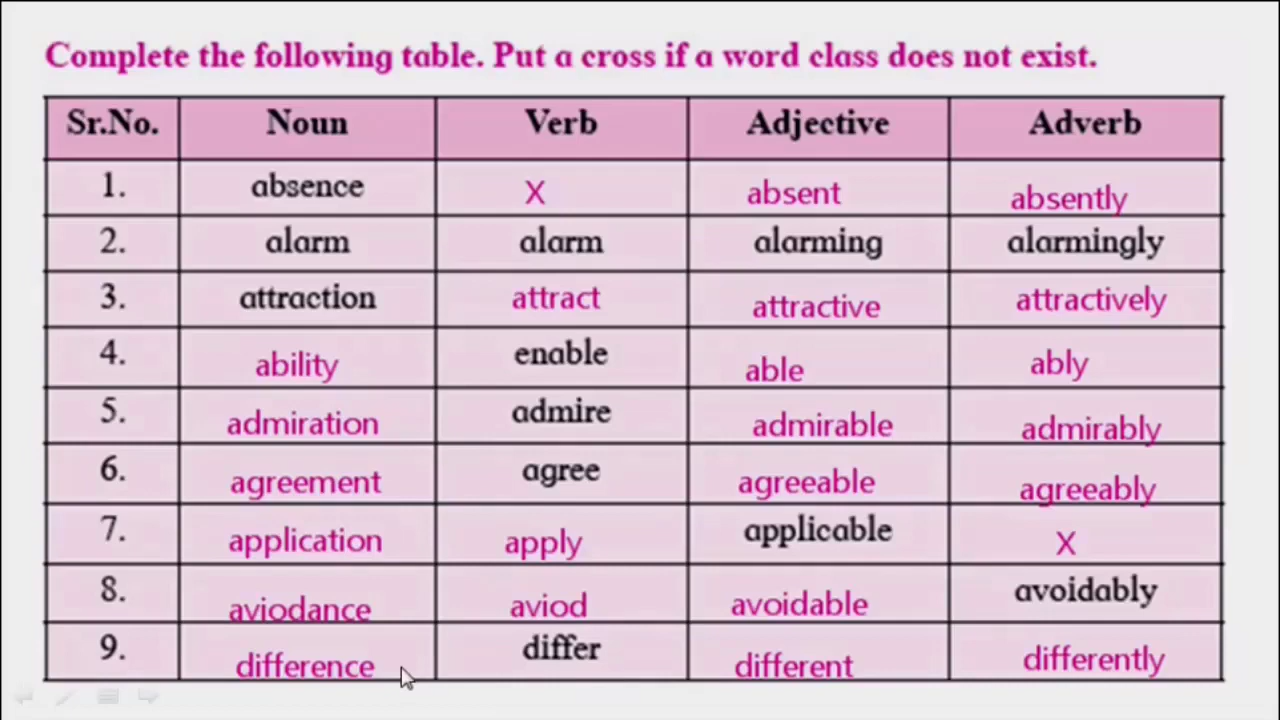 Complete the following table. Put a cross if a word class does not exist.
Sr.No. Noun Verb Adjective Adverb
1. absence X absent absently
2. alarm alarm alarming alarmingly
3. attraction attract attractive attractively
4. ability enable able ably
5. admiration admire admirable admirably
6. agreement agree agreeable agreeably
7. application apply applicable X
8. aviodance aviod avoidable avoidably
9. difference differ different differently